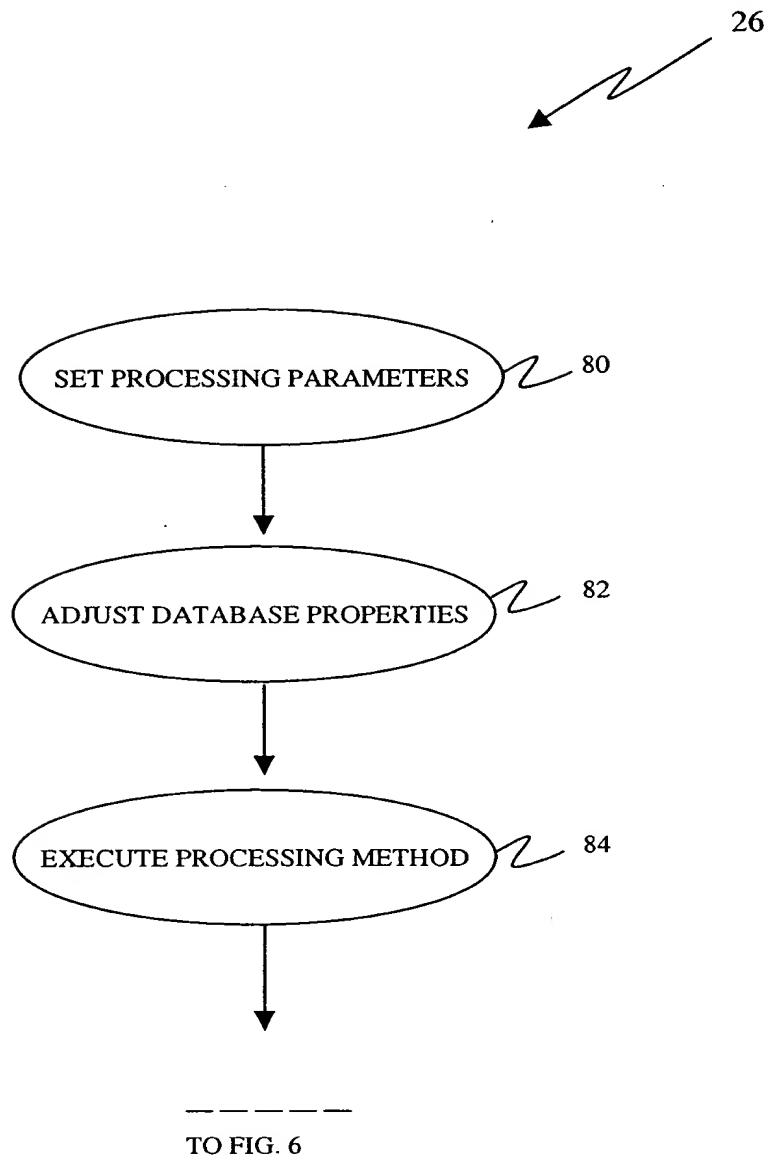 26
SET PROCESSING PARAMETERS
80
ADJUST DATABASE PROPERTIES
82
EXECUTE PROCESSING METHOD
84
TO FIG. 6